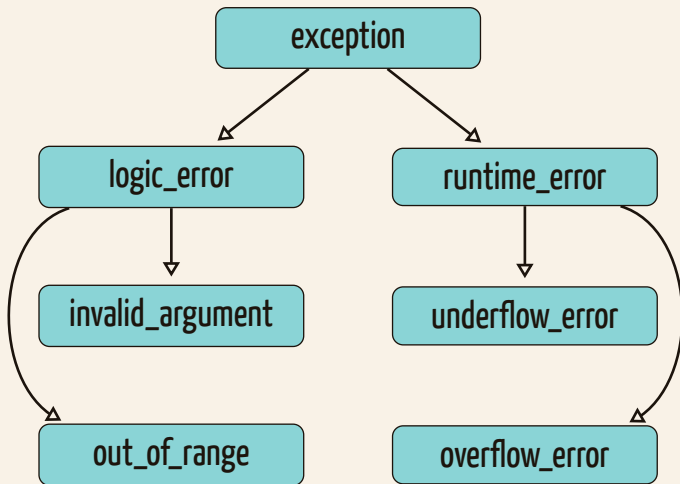 exception
logic_error
runtime_error
invalid_argument
underflow_error
out_of_range
overflow_error